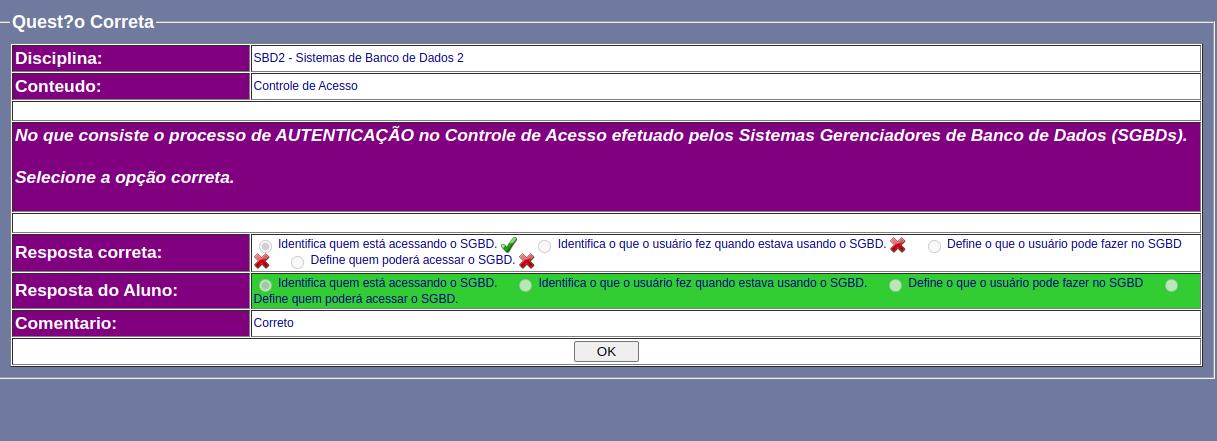 Quest?o Correta
Disciplina: SBD2 - Sistemas de Banco de Dados 2
Conteudo: Controle de Acesso
No que consiste o processo de AUTENTICAÇÃO no Controle de Acesso efetuado pelos Sistemas Gerenciadores de Banco de Dados (SGBDs).
Selecione a opção correta.
Resposta correta: Identifica quem está acessando o SGBD. Identifica o que o usuário fez quando estava usando o SGBD. Define o que o usuário pode fazer no SGBD
Define quem poderá acessar o SGBD.
Resposta do Aluno: Identifica quem está acessando o SGBD. Identifica o que o usuário fez quando estava usando o SGBD. Define o que o usuário pode fazer no SGBD
Define quem poderá acessar o SGBD.
Comentario: Correto
OK